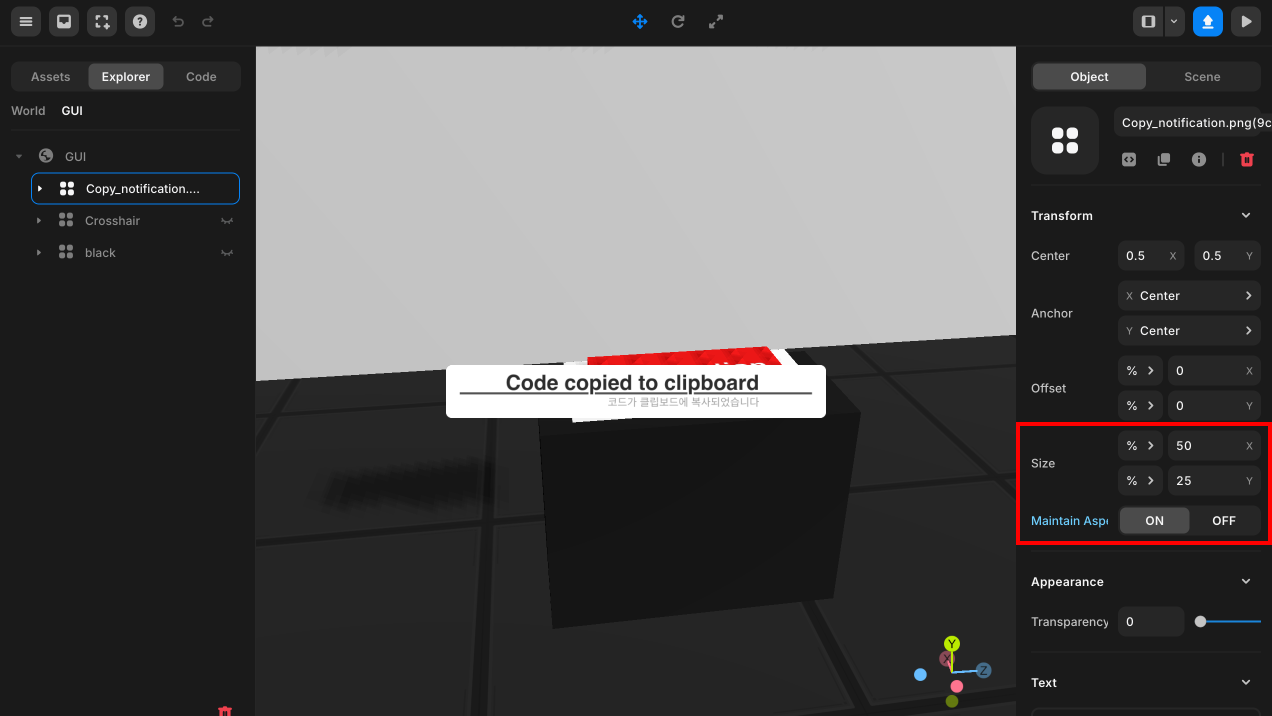 Assets Explorer Code
World GUI
GUI
Copy_notification....
Crosshair
black
Code copied to clipboard
코드가 클립보드에 복사되었습니다
Y
X
Z
Object Scene
Copy_notification.png(9c
Transform
Center 0.5 X 0.5 Y
Anchor
X Center
Y Center
Offset
% 0 X
% 0 Y
Size
% 50 X
% 25 Y
Maintain Aspe ON OFF
Appearance
Transparency 0
Text